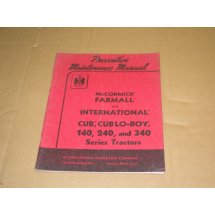 Preventive
Maintenance Manual
IH
McCORMICK®
FARMALL®
and
INTERNATIONAL®
CUB, CUB LO-BOY,
140, 240, and 340
Series Tractors
INTERNATIONAL HARVESTER COMPANY